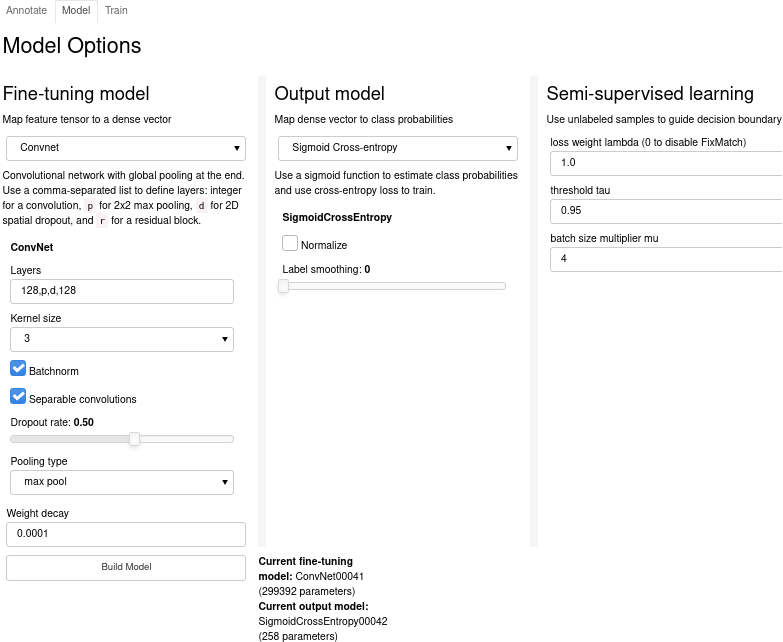 Annotate
Model
Train
Model Options
Fine-tuning model
Map feature tensor to a dense vector
Convnet
Convolutional network with global pooling at the end.
Use a comma-separated list to define layers: integer
for a convolution, p for 2x2 max pooling, d for 2D
spatial dropout, and r for a residual block.
ConvNet
Layers
128,p,d,128
Kernel size
3
Batchnorm
Separable convolutions
Dropout rate: 0.50
Pooling type
max pool
Weight decay
0.0001
Build Model
Output model
Map dense vector to class probabilities
Sigmoid Cross-entropy
Use a sigmoid function to estimate class probabilities
and use cross-entropy loss to train.
SigmoidCrossEntropy
Normalize
Label smoothing: 0
Semi-supervised learning
Use unlabeled samples to guide decision boundary
loss weight lambda (0 to disable FixMatch)
1.0
threshold tau
0.95
batch size multiplier mu
4
Current fine-tuning
model: ConvNet00041
(299392 parameters)
Current output model:
SigmoidCrossEntropy00042
(258 parameters)